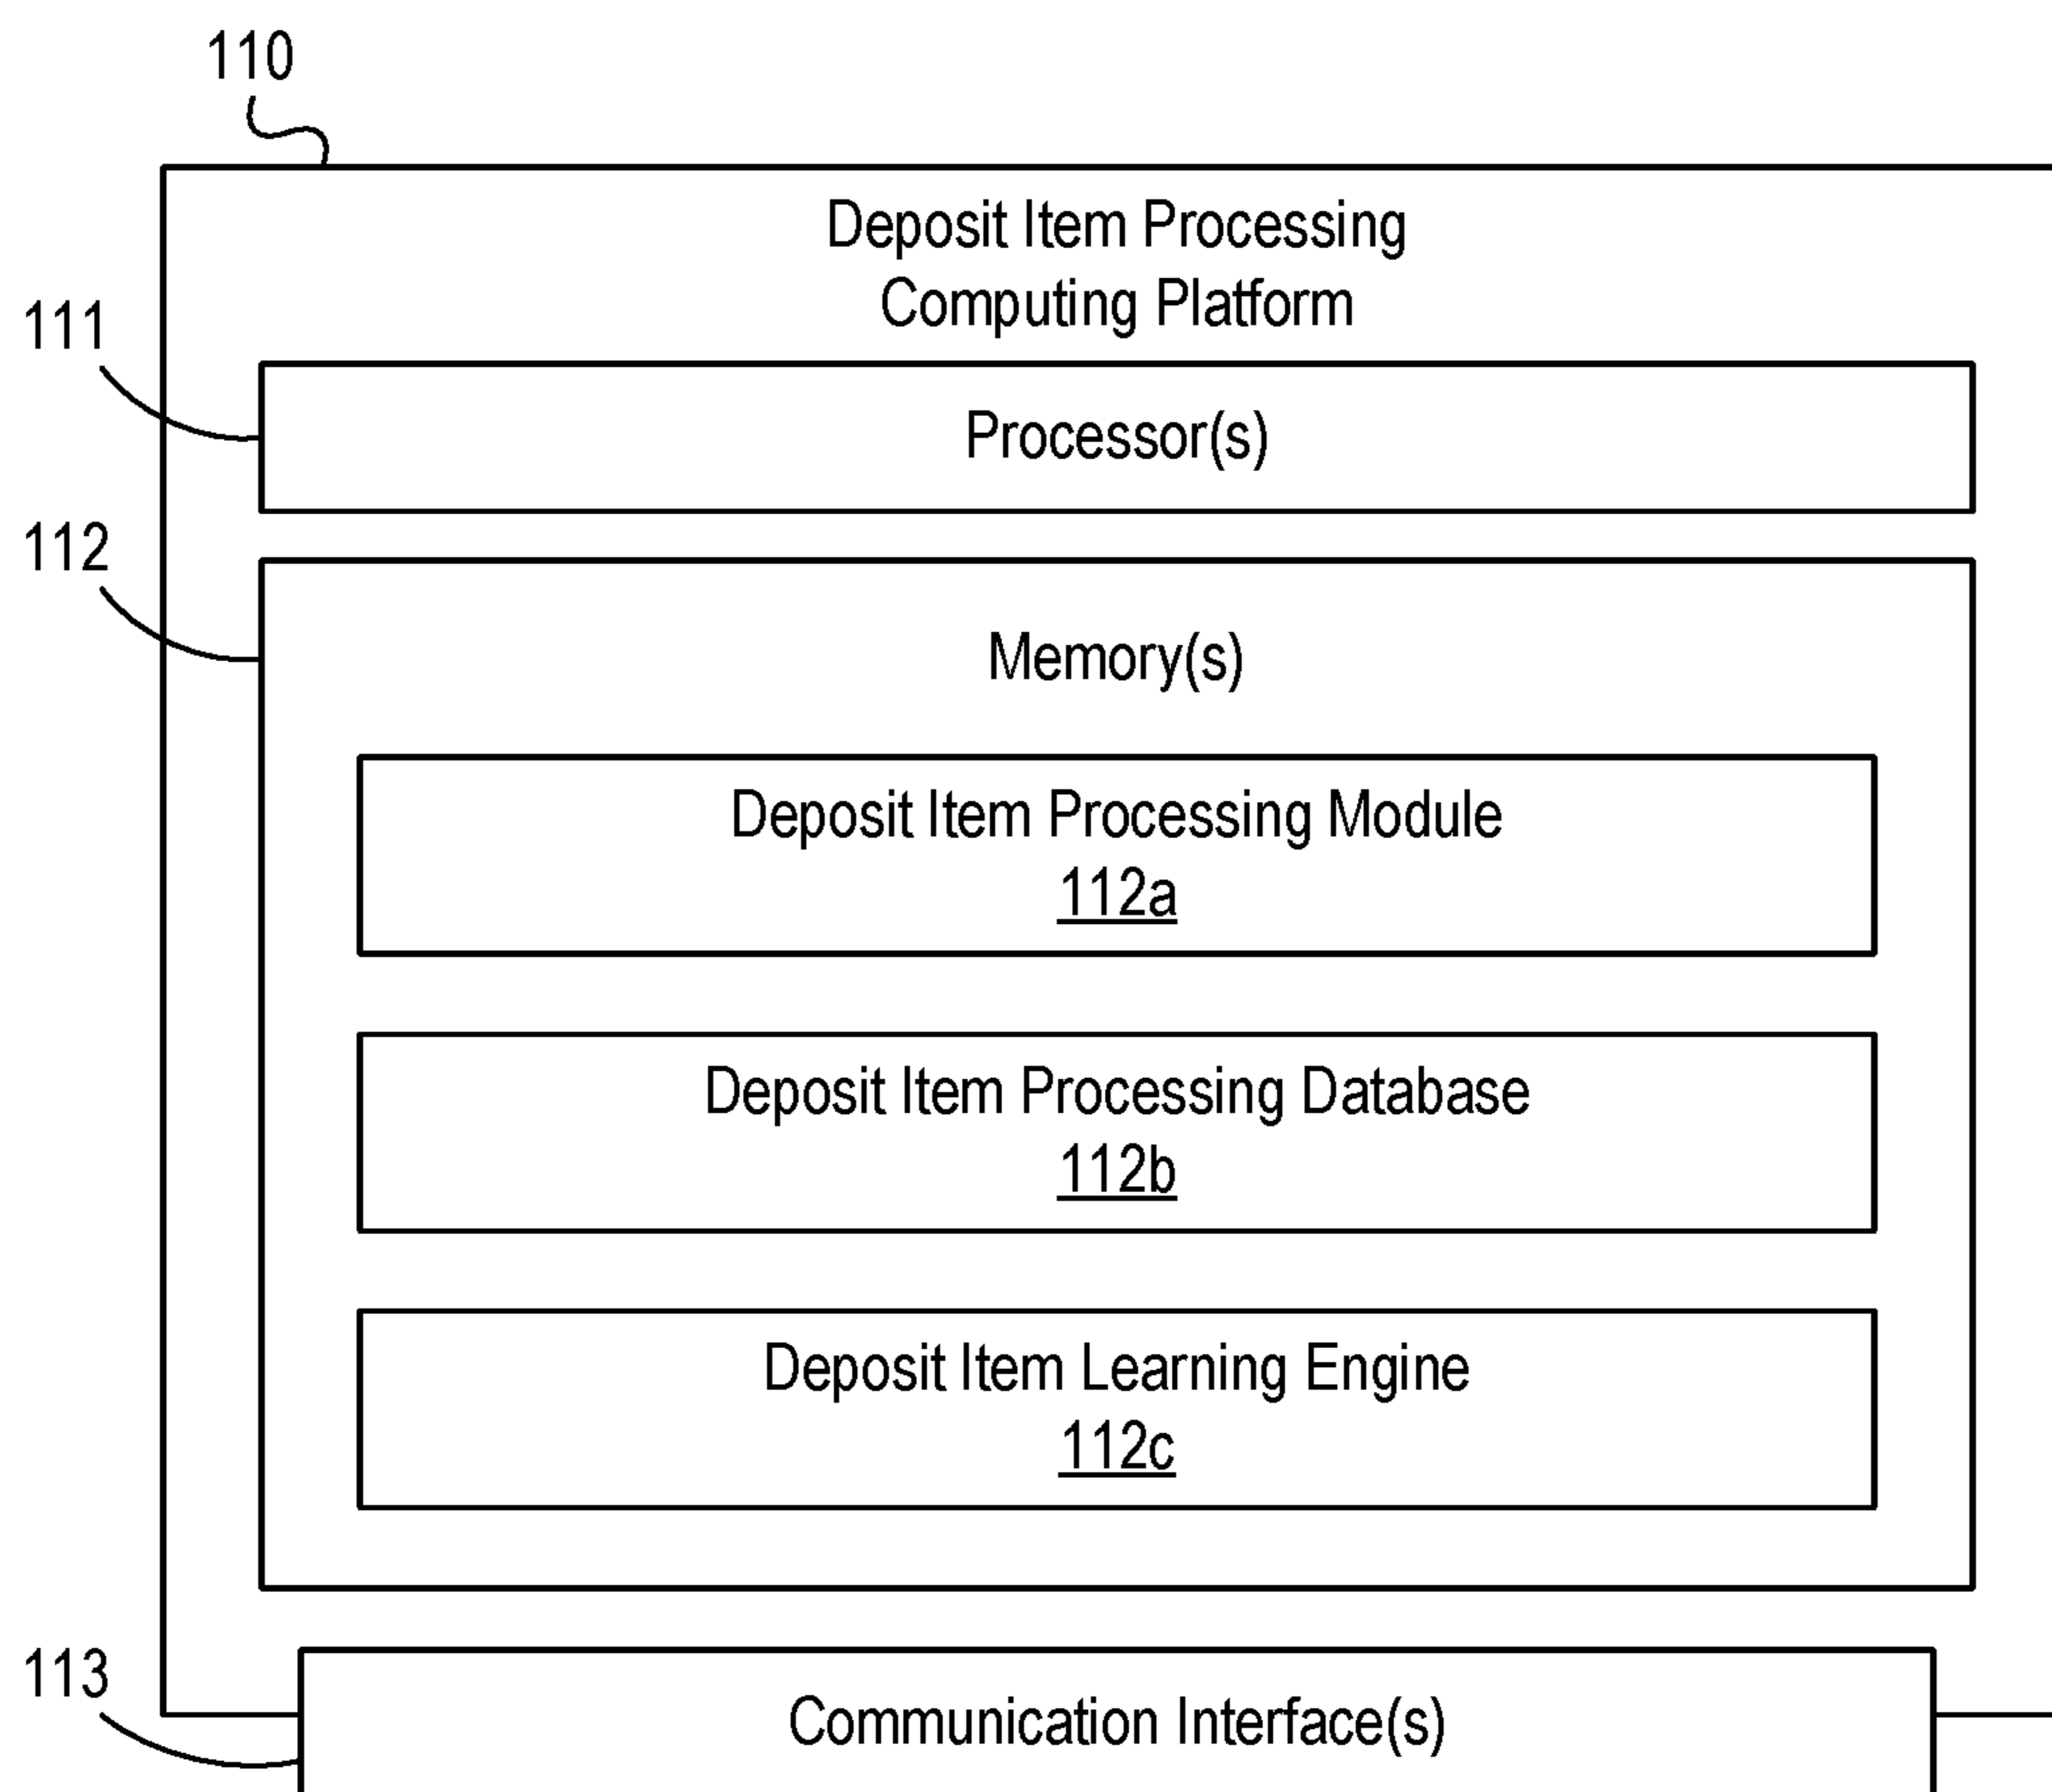 110
Deposit Item Processing
Computing Platform
111
Processor(s)
112
Memory(s)
Deposit Item Processing Module
112a
Deposit Item Processing Database
112b
Deposit Item Learning Engine
112c
113
Communication Interface(s)